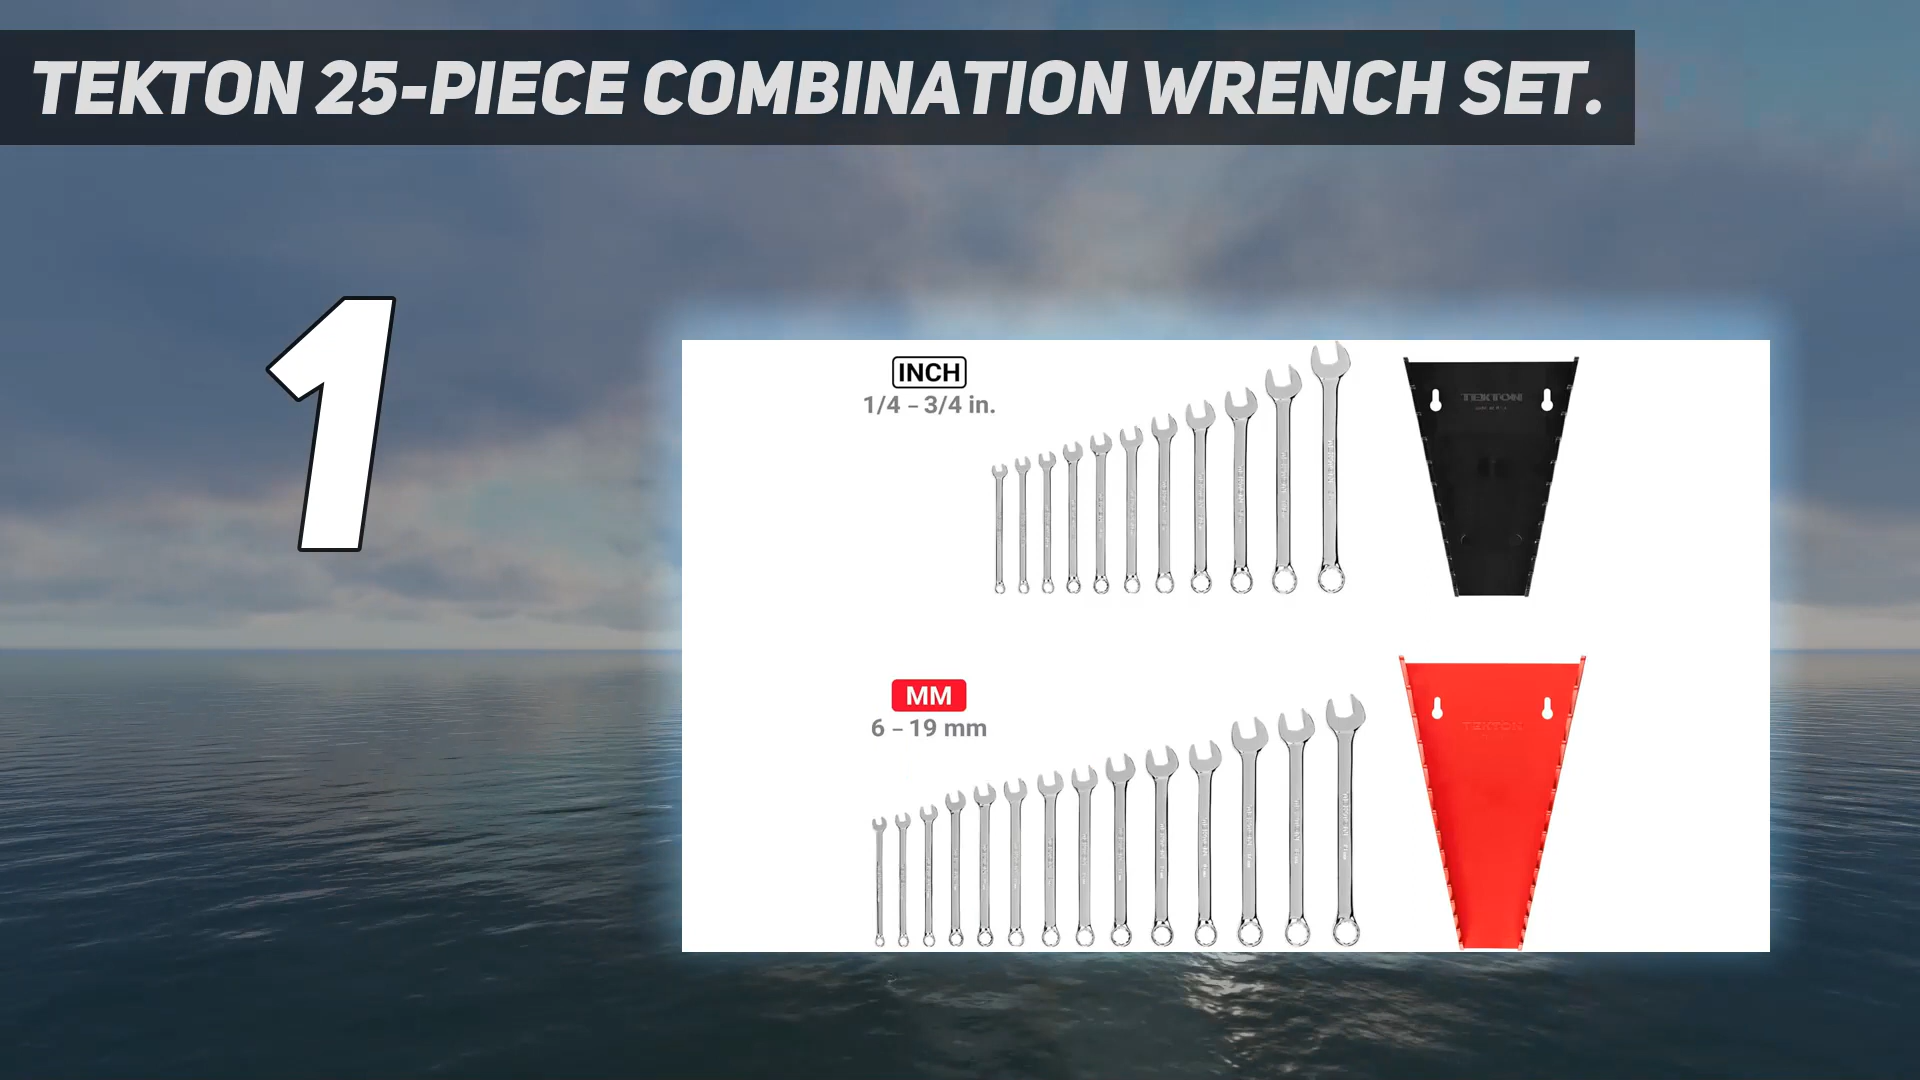 TEKTON 25-PIECE COMBINATION WRENCH SET.
1
INCH
1/4 – 3/4 in.
TEKTON
MM
6 – 19 mm
TEKTON